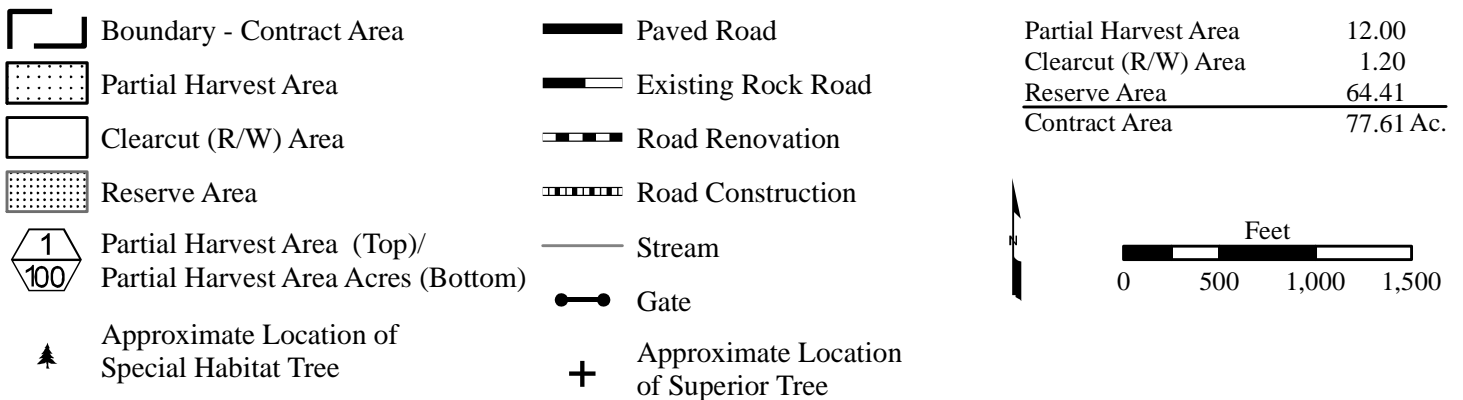 Boundary - Contract Area
Partial Harvest Area
Clearcut (R/W) Area
Reserve Area
1
100
Partial Harvest Area (Top)/
Partial Harvest Area Acres (Bottom)
Approximate Location of
Special Habitat Tree
Paved Road
Existing Rock Road
Road Renovation
Road Construction
Stream
Gate
Approximate Location
of Superior Tree
Partial Harvest Area 12.00
Clearcut (R/W) Area 1.20
Reserve Area 64.41
Contract Area 77.61 Ac.
N
Feet
0 500 1,000 1,500